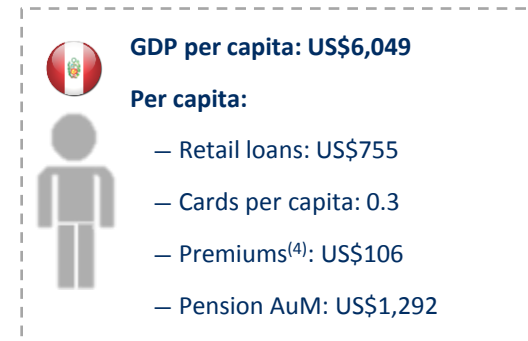 GDP per capita: US$6,049
Per capita:
— Retail loans: US$755
— Cards per capita: 0.3
— Premiums(4): US$106
— Pension AuM: US$1,292